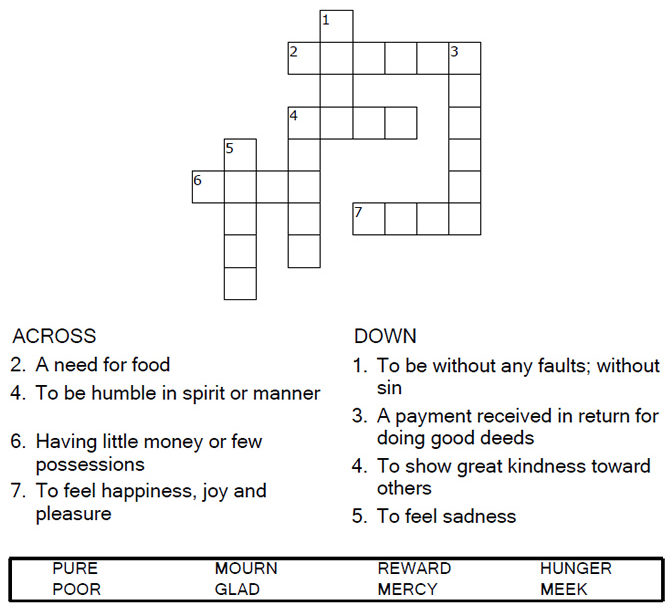 1
2
3
4
5
6
7
ACROSS
2. A need for food
4. To be humble in spirit or manner
6. Having little money or few
possessions
7. To feel happiness, joy and
pleasure
DOWN
1. To be without any faults; without
sin
3. A payment received in return for
doing good deeds
4. To show great kindness toward
others
5. To feel sadness
PURE MOURN REWARD HUNGER
POOR GLAD MERCY MEEK